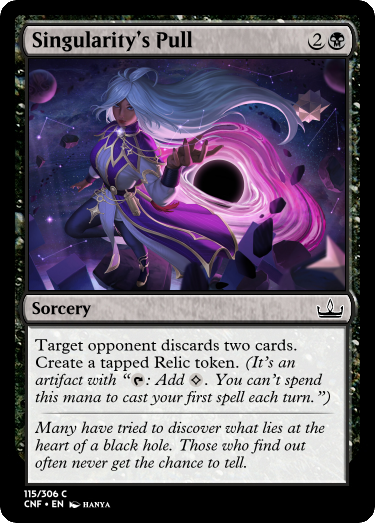 Singularity's Pull 2
Sorcery
Target opponent discards two cards.
Create a tapped Relic token. (It's an
artifact with “: Add . You can't spend
this mana to cast your first spell each turn.”)
Many have tried to discover what lies at the
heart of a black hole. Those who find out
often never get the chance to tell.
115/306 C
CNF • EN HANYA